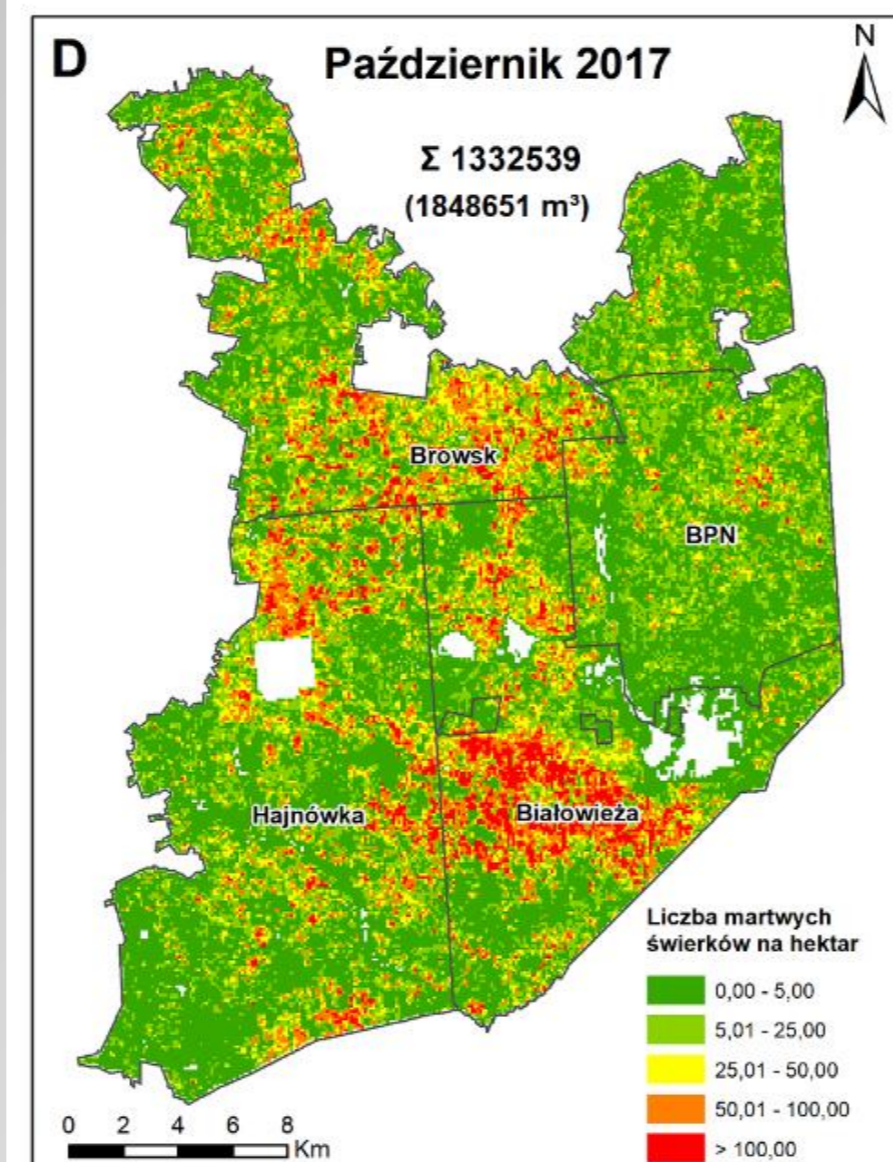 D
Październik 2017
N
Σ 1332539
(1848651 m³)
Browsk
BPN
Hajnówka
Białowieża
Liczba martwych
świerków na hektar
0,00 - 5,00
5,01 - 25,00
25,01 - 50,00
50,01 - 100,00
> 100,00
0 2 4 6 8
Km